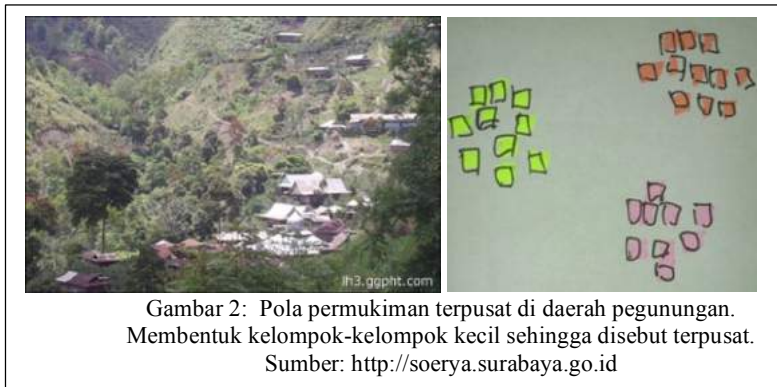 lh3.ggpht.com
Gambar 2:  Pola permukiman terpusat di daerah pegunungan.
Membentuk kelompok-kelompok kecil sehingga disebut terpusat.
Sumber: http://soerya.surabaya.go.id